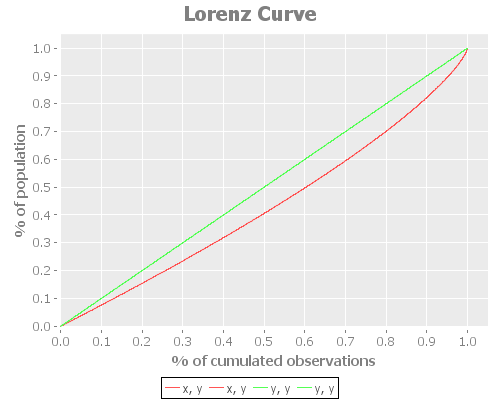 Lorenz Curve
1.0
0.9
0.8
0.7
0.6
0.5
0.4
0.3
0.2
0.1
0.0
% of population
0.0 0.1 0.2 0.3 0.4 0.5 0.6 0.7 0.8 0.9 1.0
% of cumulated observations
x, y x, y y, y y, y